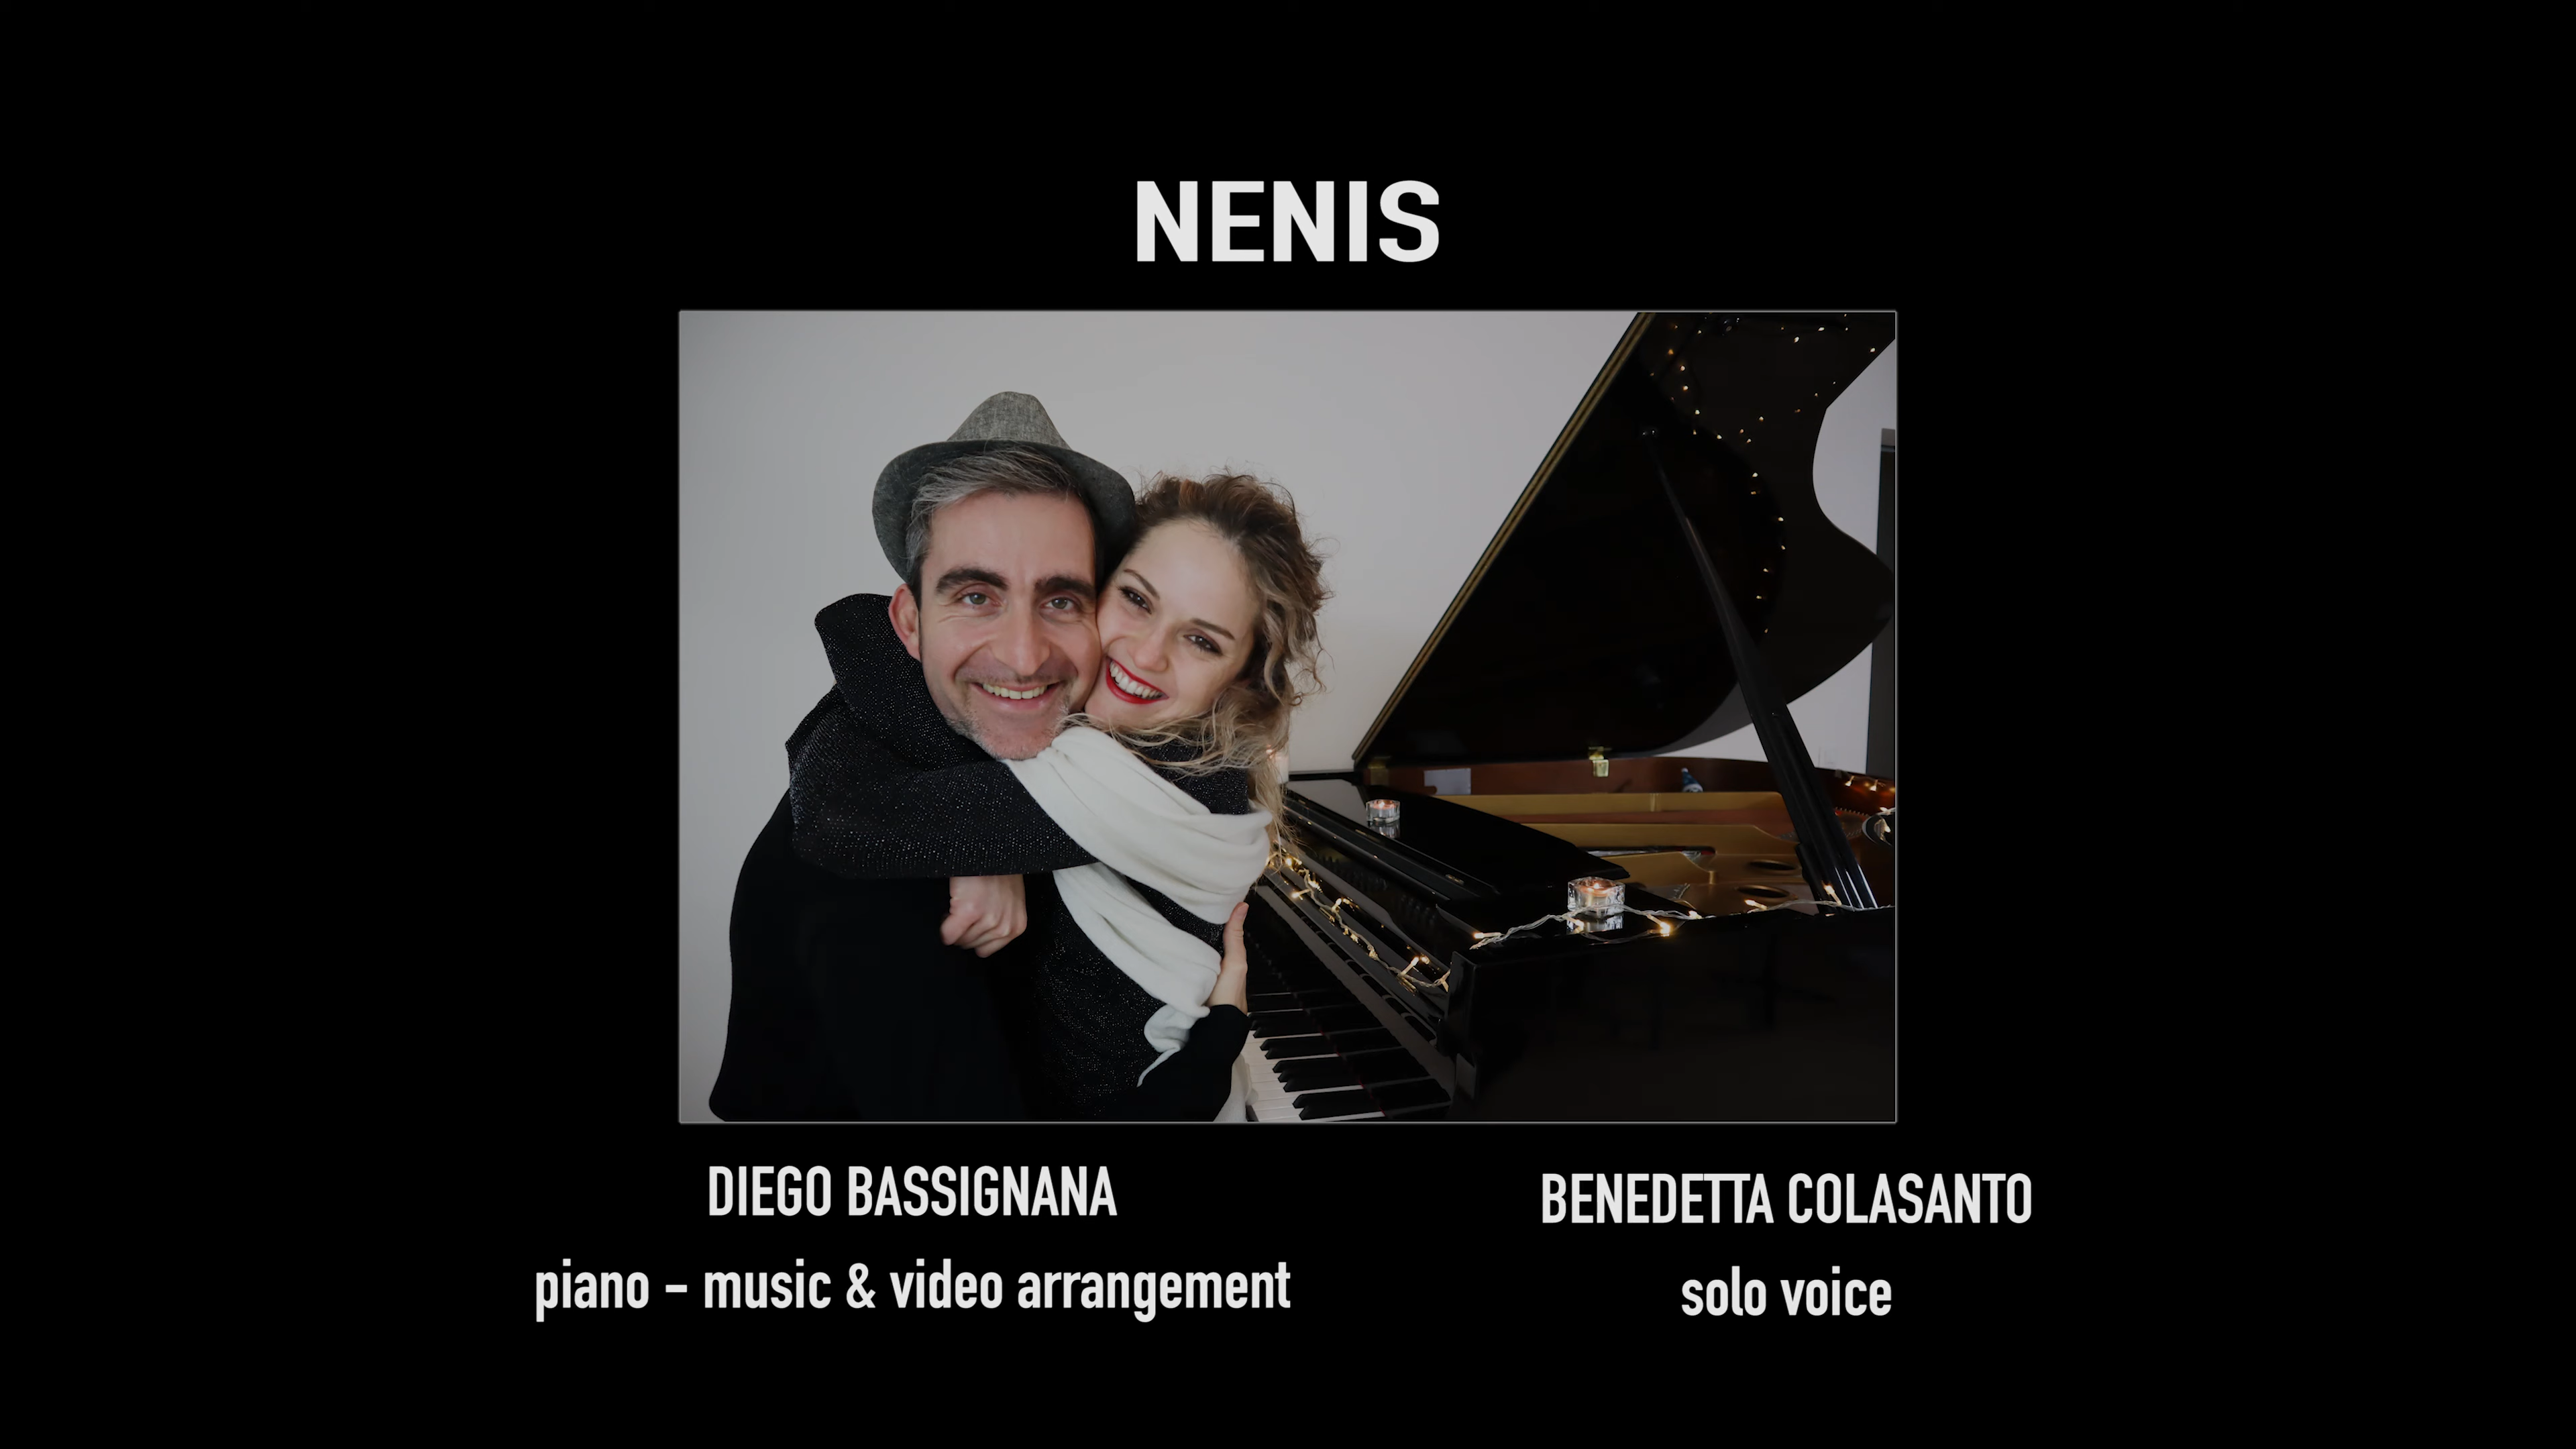 NENIS
DIEGO BASSIGNANA
piano - music & video arrangement
BENEDETTA COLASANTO
solo voice